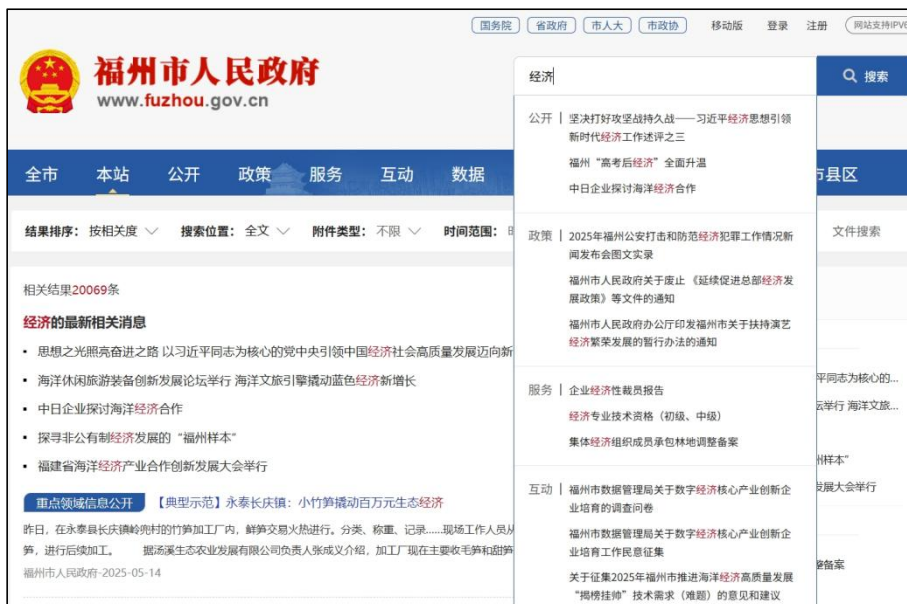 国务院 省政府 市人大 市政协 移动版 登录 注册 网站支持IPV6
福州市人民政府
www.fuzhou.gov.cn
经济
搜索
全市 本站 公开 政策 服务 互动 数据 市县区
结果排序： 按相关度 搜索位置： 全文 附件类型： 不限 时间范围： 文件搜索
公开 坚决打好攻坚战持久战——习近平经济思想引领
新时代经济工作述评之三
福州“高考后经济”全面升温
中日企业探讨海洋经济合作
政策 2025年福州公安打击和防范经济犯罪工作情况新
闻发布会图文实录
福州市人民政府关于废止 《延续促进总部经济发
展政策》等文件的通知
福州市人民政府办公厅印发福州市关于扶持演艺
经济繁荣发展的暂行办法的通知
服务 企业经济性裁员报告
经济专业技术资格（初级、中级）
集体经济组织成员承包林地调整备案
互动 福州市数据管理局关于数字经济核心产业创新企
业培育的调查问卷
福州市数据管理局关于数字经济核心产业创新企
业培育工作民意征集
关于征集2025年福州市推进海洋经济高质量发展
“揭榜挂帅”技术需求（难题）的意见和建议
相关结果20069条
经济的最新相关消息
思想之光照亮奋进之路 以习近平同志为核心的党中央引领中国经济社会高质量发展迈向新
海洋休闲旅游装备创新发展论坛举行 海洋文旅引擎撬动蓝色经济新增长
中日企业探讨海洋经济合作
探寻非公有制经济发展的“福州样本”
福建省海洋经济产业合作创新发展大会举行
重点领域信息公开 【典型示范】永泰长庆镇：小竹笋撬动百万元生态经济
昨日，在永泰县长庆镇岭兜村的竹笋加工厂内，鲜笋交易火热进行。分类、称重、记录......现场工作人员从
笋，进行后续加工。 据汤溪生态农业发展有限公司负责人张成义介绍，加工厂现在主要收毛笋和甜笋
福州市人民政府-2025-05-14
平同志为核心的...
坛举行 海洋文旅...
州样本”
发展大会举行
整备案